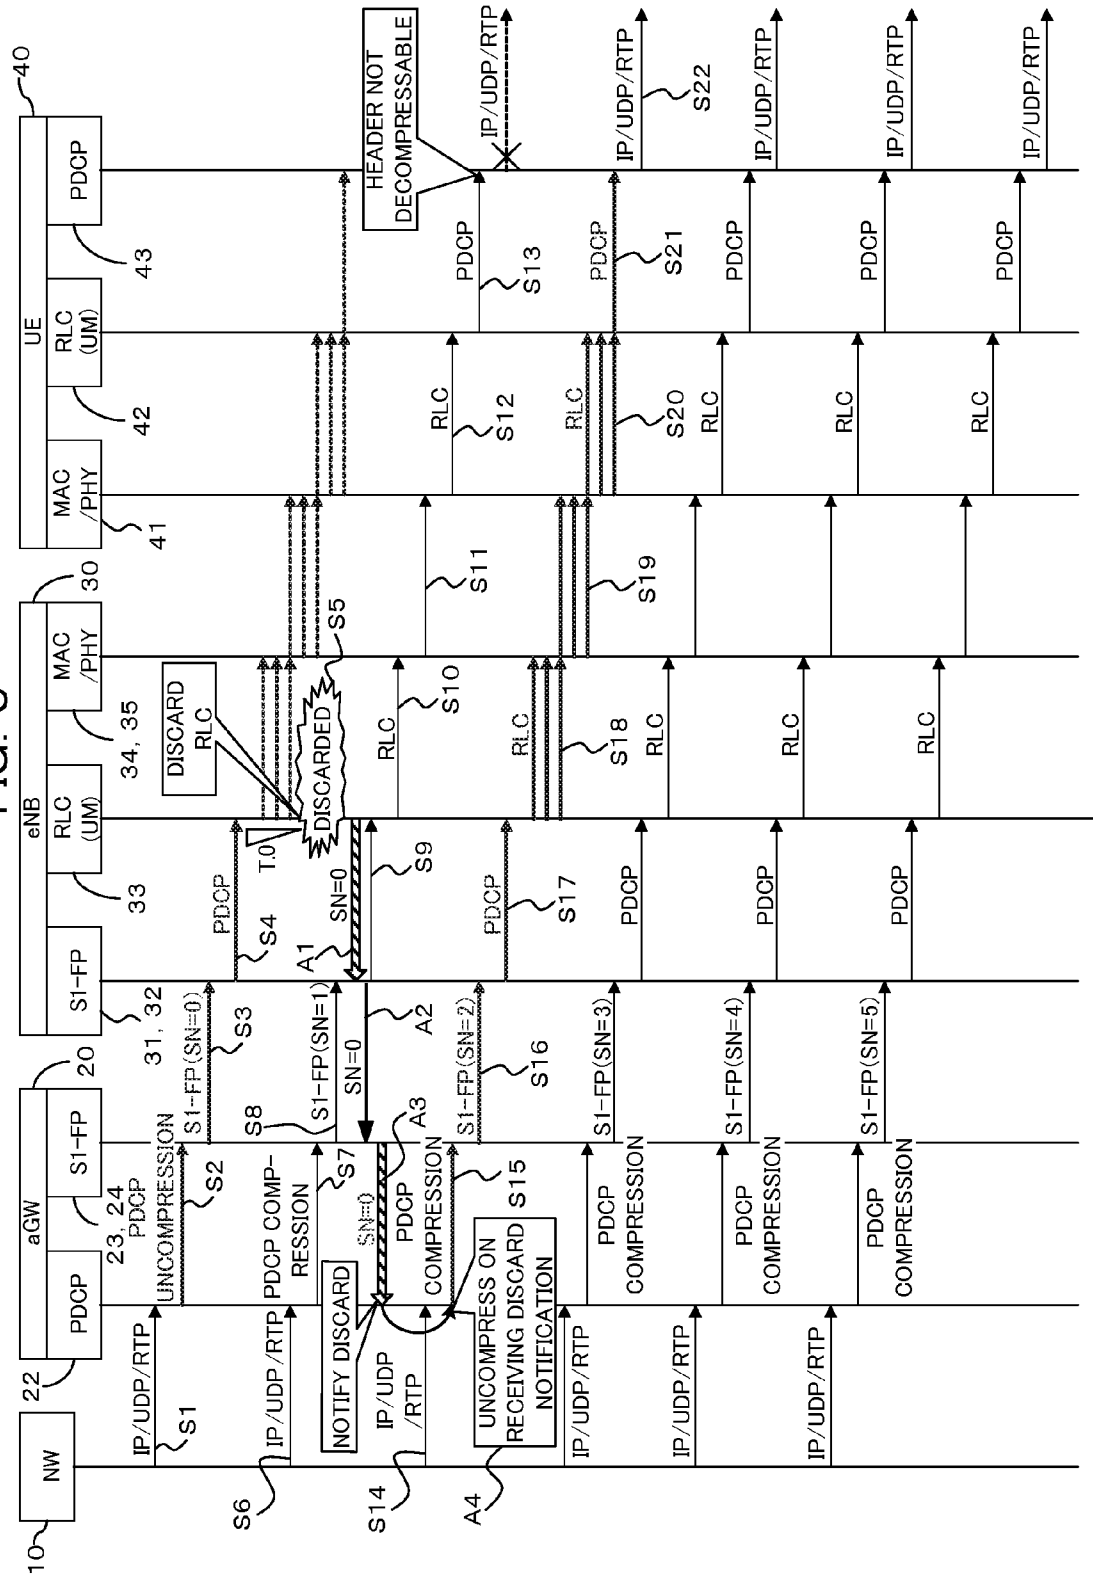 FIG.
10
NW
22
aGW
20
PDCP
S1-FP
23, 24
eNB
30
S1-FP
RLC
(UM)
MAC
/PHY
31, 32
33
34, 35
UE
40
MAC
/PHY
RLC
(UM)
PDCP
41
42
43
IP/UDP/RTP
S1
PDCP
UNCOMPRESSION
S2
S1-FP(SN=0)
S3
PDCP
S4
T.O
DISCARD
RLC
DISCARDED
S5
S6
IP/UDP/RTP
PDCP COMP-
RESSION
S7
S8
S1-FP(SN=1)
SN=0
A1
SN=0
A2
S9
RLC
S10
S11
RLC
S12
PDCP
S13
HEADER NOT
DECOMPRESSABLE
IP/UDP/RTP
NOTIFY DISCARD
SN=0
A3
S14
IP/UDP
/RTP
PDCP
COMPRESSION
S15
S1-FP(SN=2)
S16
PDCP
S17
RLC
S18
S19
RLC
S20
PDCP
S21
IP/UDP/RTP
S22
A4
UNCOMPRESS ON
RECEIVING DISCARD
NOTIFICATION
IP/UDP/RTP
PDCP
COMPRESSION
S1-FP(SN=3)
PDCP
RLC
RLC
PDCP
IP/UDP/RTP
IP/UDP/RTP
PDCP
COMPRESSION
S1-FP(SN=4)
PDCP
RLC
RLC
PDCP
IP/UDP/RTP
IP/UDP/RTP
PDCP
COMPRESSION
S1-FP(SN=5)
PDCP
RLC
RLC
PDCP
IP/UDP/RTP